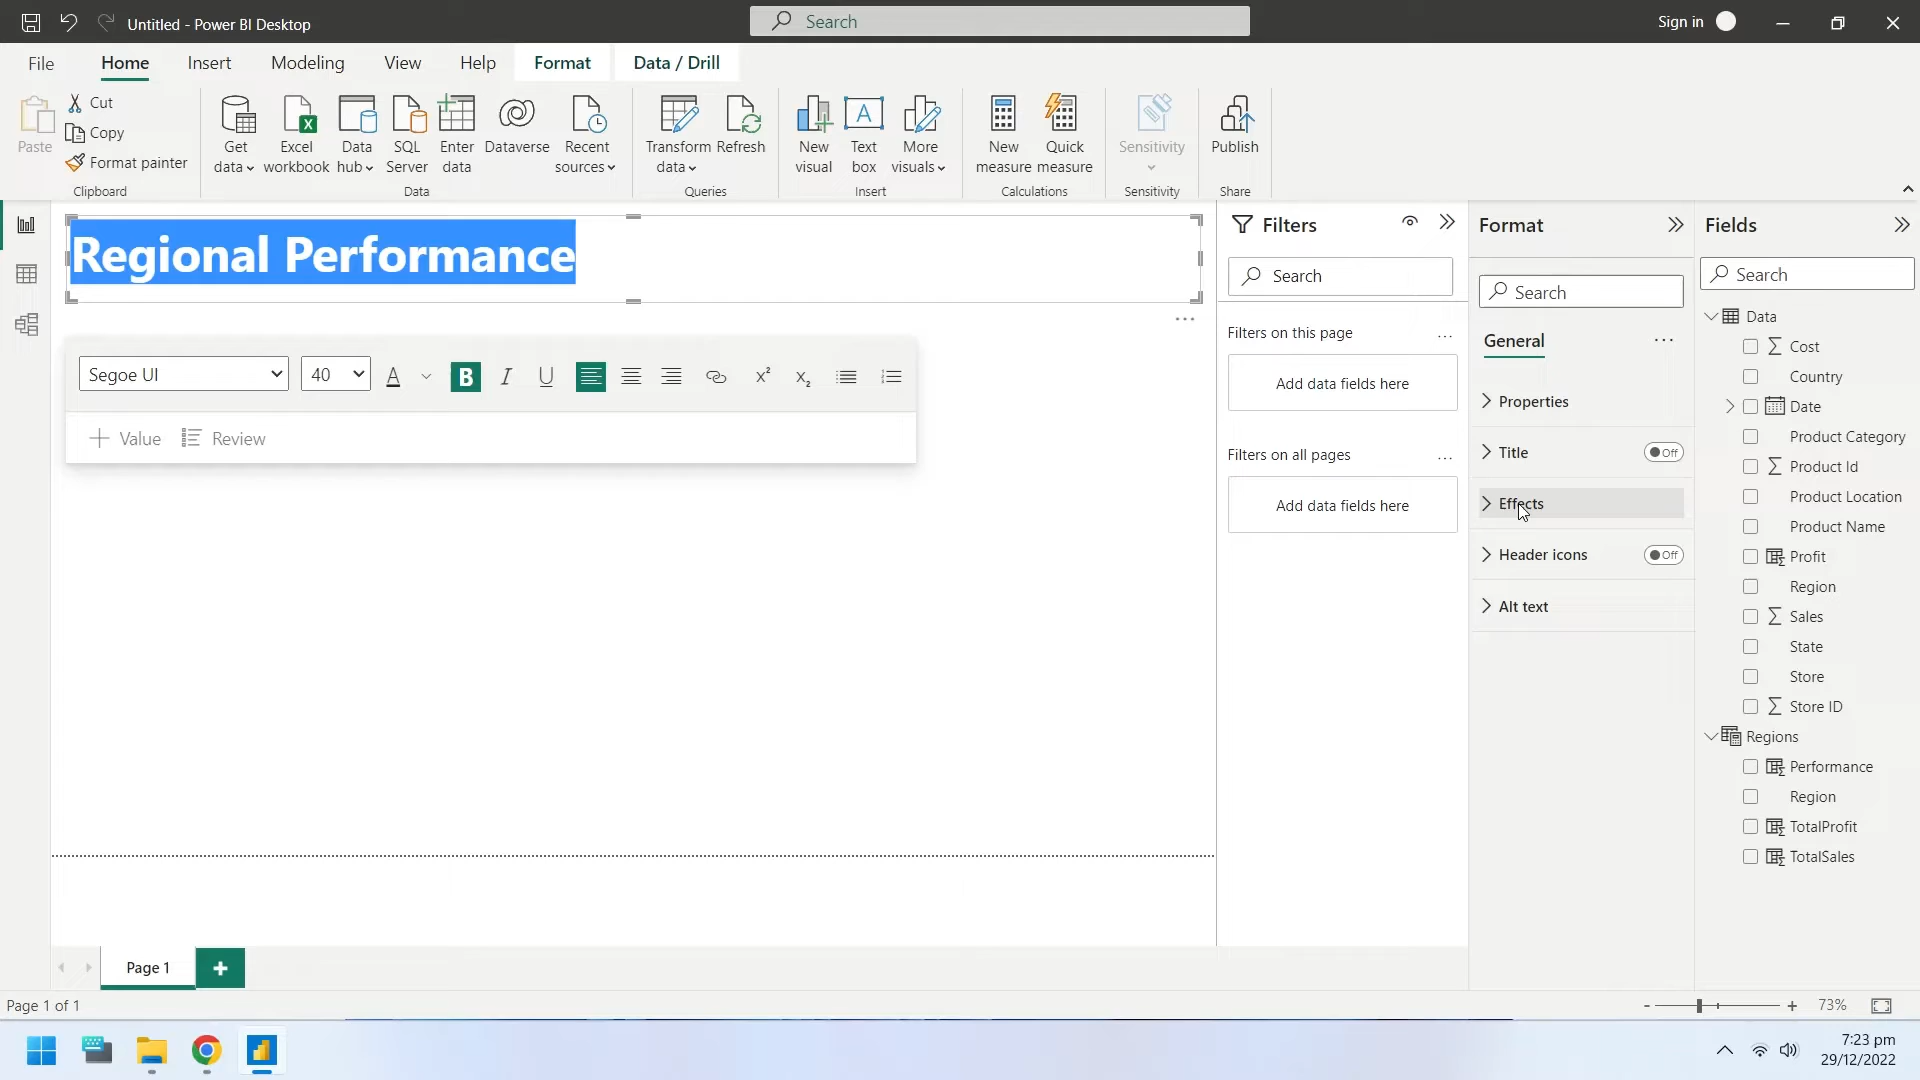 Untitled - Power BI Desktop
Search
Sign in
File
Home
Insert
Modeling
View
Help
Format
Data / Drill
Paste
Cut
Copy
Format painter
Clipboard
Get data
Excel workbook
Data hub
SQL Server
Enter data
Dataverse
Recent sources
Data
Transform data
Refresh
Queries
New visual
Text box
More visuals
Insert
New measure
Quick measure
Calculations
Sensitivity
Sensitivity
Publish
Share
Regional Performance
Segoe UI
40
Value
Review
Filters
Search
Filters on this page
Add data fields here
Filters on all pages
Add data fields here
Format
Search
General
Properties
Title
Off
Effects
Header icons
Off
Alt text
Fields
Search
Data
Cost
Country
Date
Product Category
Product Id
Product Location
Product Name
Profit
Region
Sales
State
Store
Store ID
Regions
Performance
Region
TotalProfit
TotalSales
Page 1
Page 1 of 1
73%
7:23 pm
29/12/2022